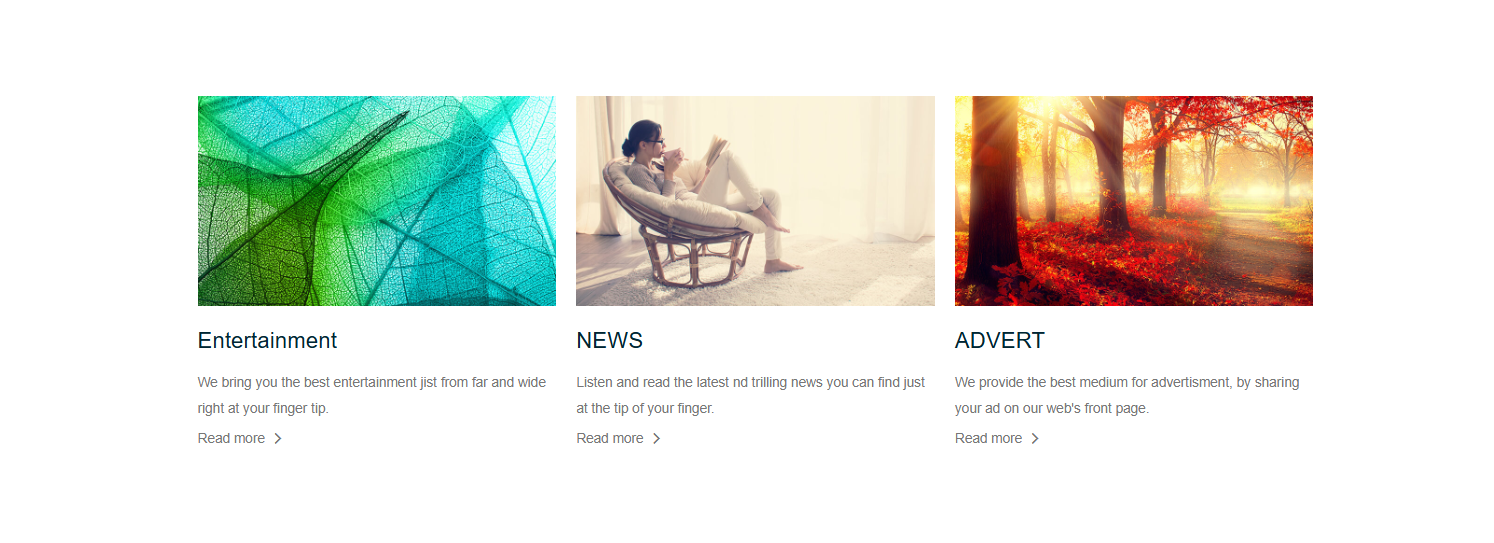 Entertainment
We bring you the best entertainment jist from far and wide
right at your finger tip.
Read more
NEWS
Listen and read the latest nd trilling news you can find just
at the tip of your finger.
Read more
ADVERT
We provide the best medium for advertisment, by sharing
your ad on our web's front page.
Read more